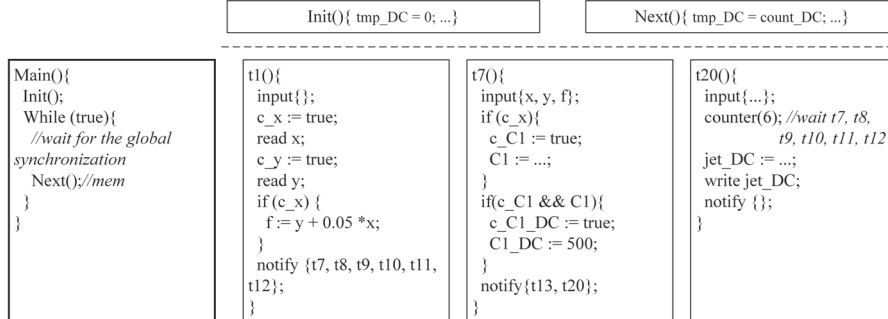 Init(){ tmp_DC = 0; ...}
Next(){ tmp_DC = count_DC; ...}
Main(){
Init();
While (true){
//wait for the global
synchronization
Next();//mem
}
}
t1(){
input{};
c_x := true;
read x;
c_y := true;
read y;
if (c_x) {
f := y + 0.05 *x;
}
notify {t7, t8, t9, t10, t11,
t12};
}
t7(){
input{x, y, f};
if (c_x){
c_C1 := true;
C1 := ...;
}
if(c_C1 && C1){
c_C1_DC := true;
C1_DC := 500;
}
notify{t13, t20};
}
t20(){
input{...};
counter(6); //wait t7, t8,
t9, t10, t11, t12
jet_DC := ...;
write jet_DC;
notify {};
}